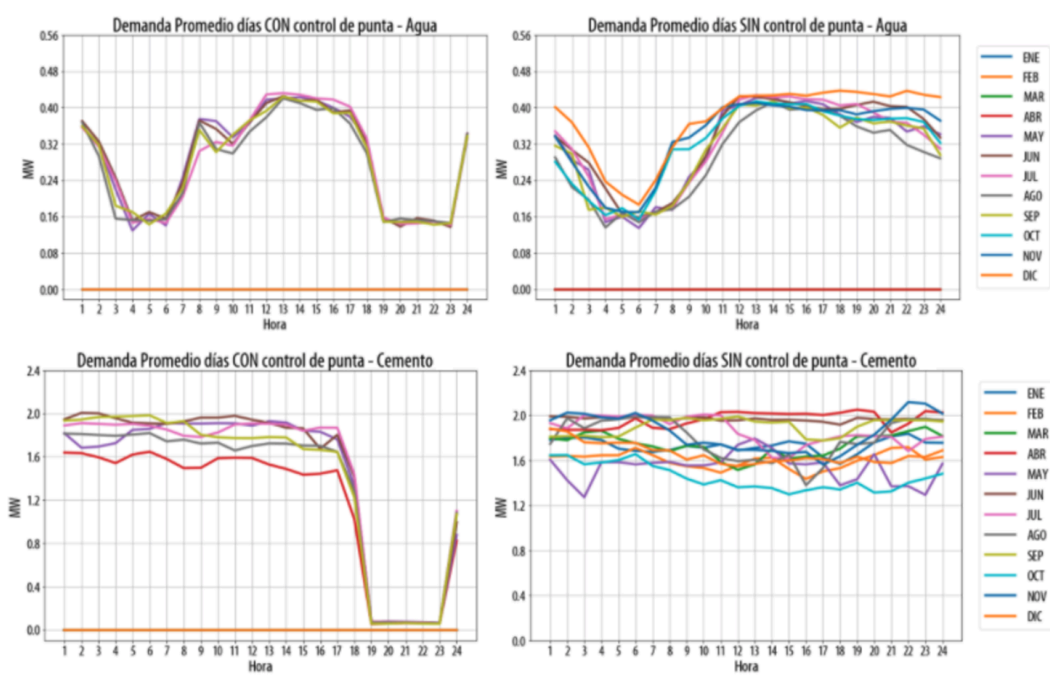 Demanda Promedio días CON control de punta - Agua
0.56
0.48
0.40
0.32
0.24
0.16
0.08
0.00
MW
1 2 3 4 5 6 7 8 9 10 11 12 13 14 15 16 17 18 19 20 21 22 23 24
Hora
Demanda Promedio días SIN control de punta - Agua
0.56
0.48
0.40
0.32
0.24
0.16
0.08
0.00
MW
1 2 3 4 5 6 7 8 9 10 11 12 13 14 15 16 17 18 19 20 21 22 23 24
Hora
ENE
FEB
MAR
ABR
MAY
JUN
JUL
AGO
SEP
OCT
NOV
DIC
Demanda Promedio días CON control de punta - Cemento
2.4
2.0
1.6
1.2
0.8
0.4
0.0
MW
1 2 3 4 5 6 7 8 9 10 11 12 13 14 15 16 17 18 19 20 21 22 23 24
Hora
Demanda Promedio días SIN control de punta - Cemento
2.4
2.0
1.6
1.2
0.8
0.4
0.0
MW
1 2 3 4 5 6 7 8 9 10 11 12 13 14 15 16 17 18 19 20 21 22 23 24
Hora
ENE
FEB
MAR
ABR
MAY
JUN
JUL
AGO
SEP
OCT
NOV
DIC